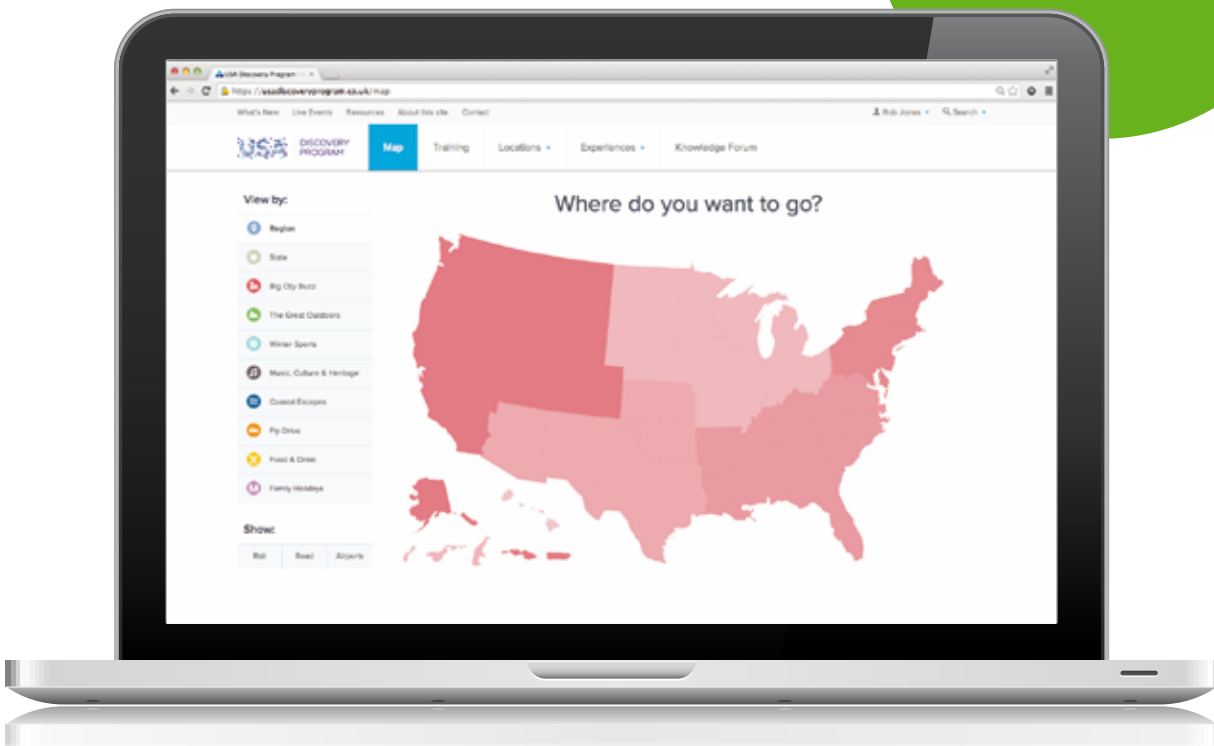 USA Discovery Program
https://usadiscoveryprogram.co.uk/map
What's New Live Events Resources About this site Contact Rob Jones Search
USA DISCOVERY PROGRAM
Map Training Locations Experiences Knowledge Forum
View by:
Where do you want to go?
Region
State
Big City Buzz
The Great Outdoors
Winter Sports
Music, Culture & Heritage
Coastal Escapes
Fly Drive
Food & Drink
Family Holidays
Show:
Rail Road Airports